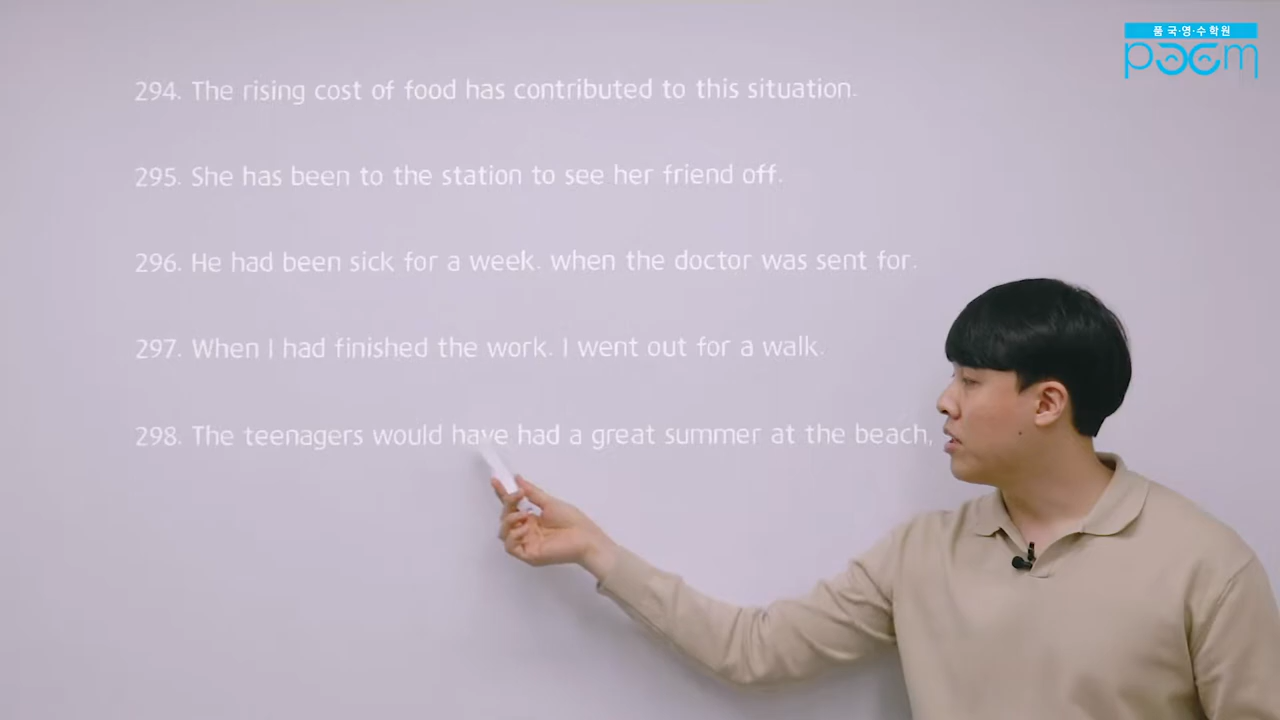 품 국·영·수 학원
poem
294. The rising cost of food has contributed to this situation.
295. She has been to the station to see her friend off.
296. He had been sick for a week. when the doctor was sent for.
297. When I had finished the work. I went out for a walk.
298. The teenagers would have had a great summer at the beach,